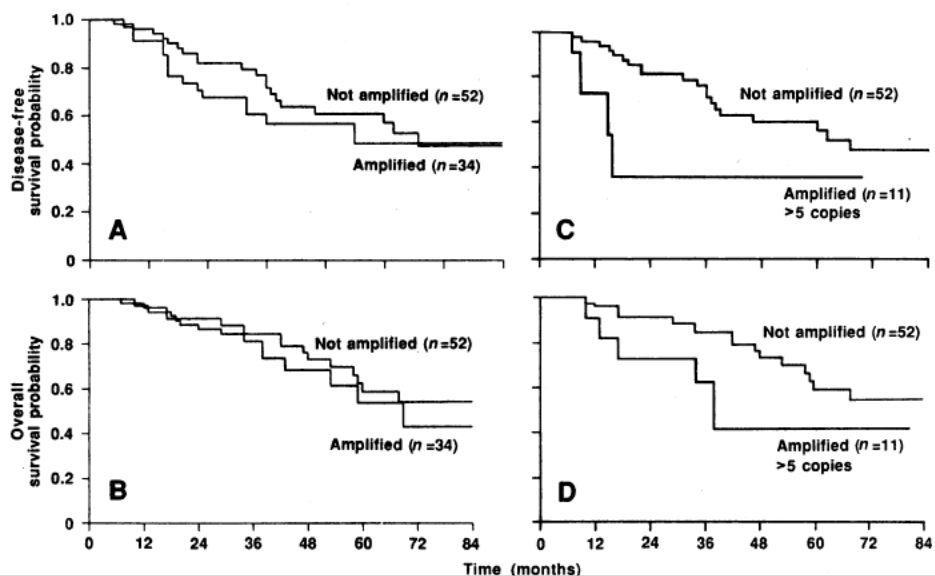 Disease-free
survival probability
1.0
0.8
0.6
0.4
0.2
0
Not amplified (n=52)
Amplified (n=34)
A
Not amplified (n=52)
Amplified (n=11)
>5 copies
C
Overall
survival probability
1.0
0.8
0.6
0.4
0.2
0
Not amplified (n=52)
Amplified (n=34)
B
0 12 24 36 48 60 72 84
Not amplified (n=52)
Amplified (n=11)
>5 copies
D
0 12 24 36 48 60 72 84
Time (months)